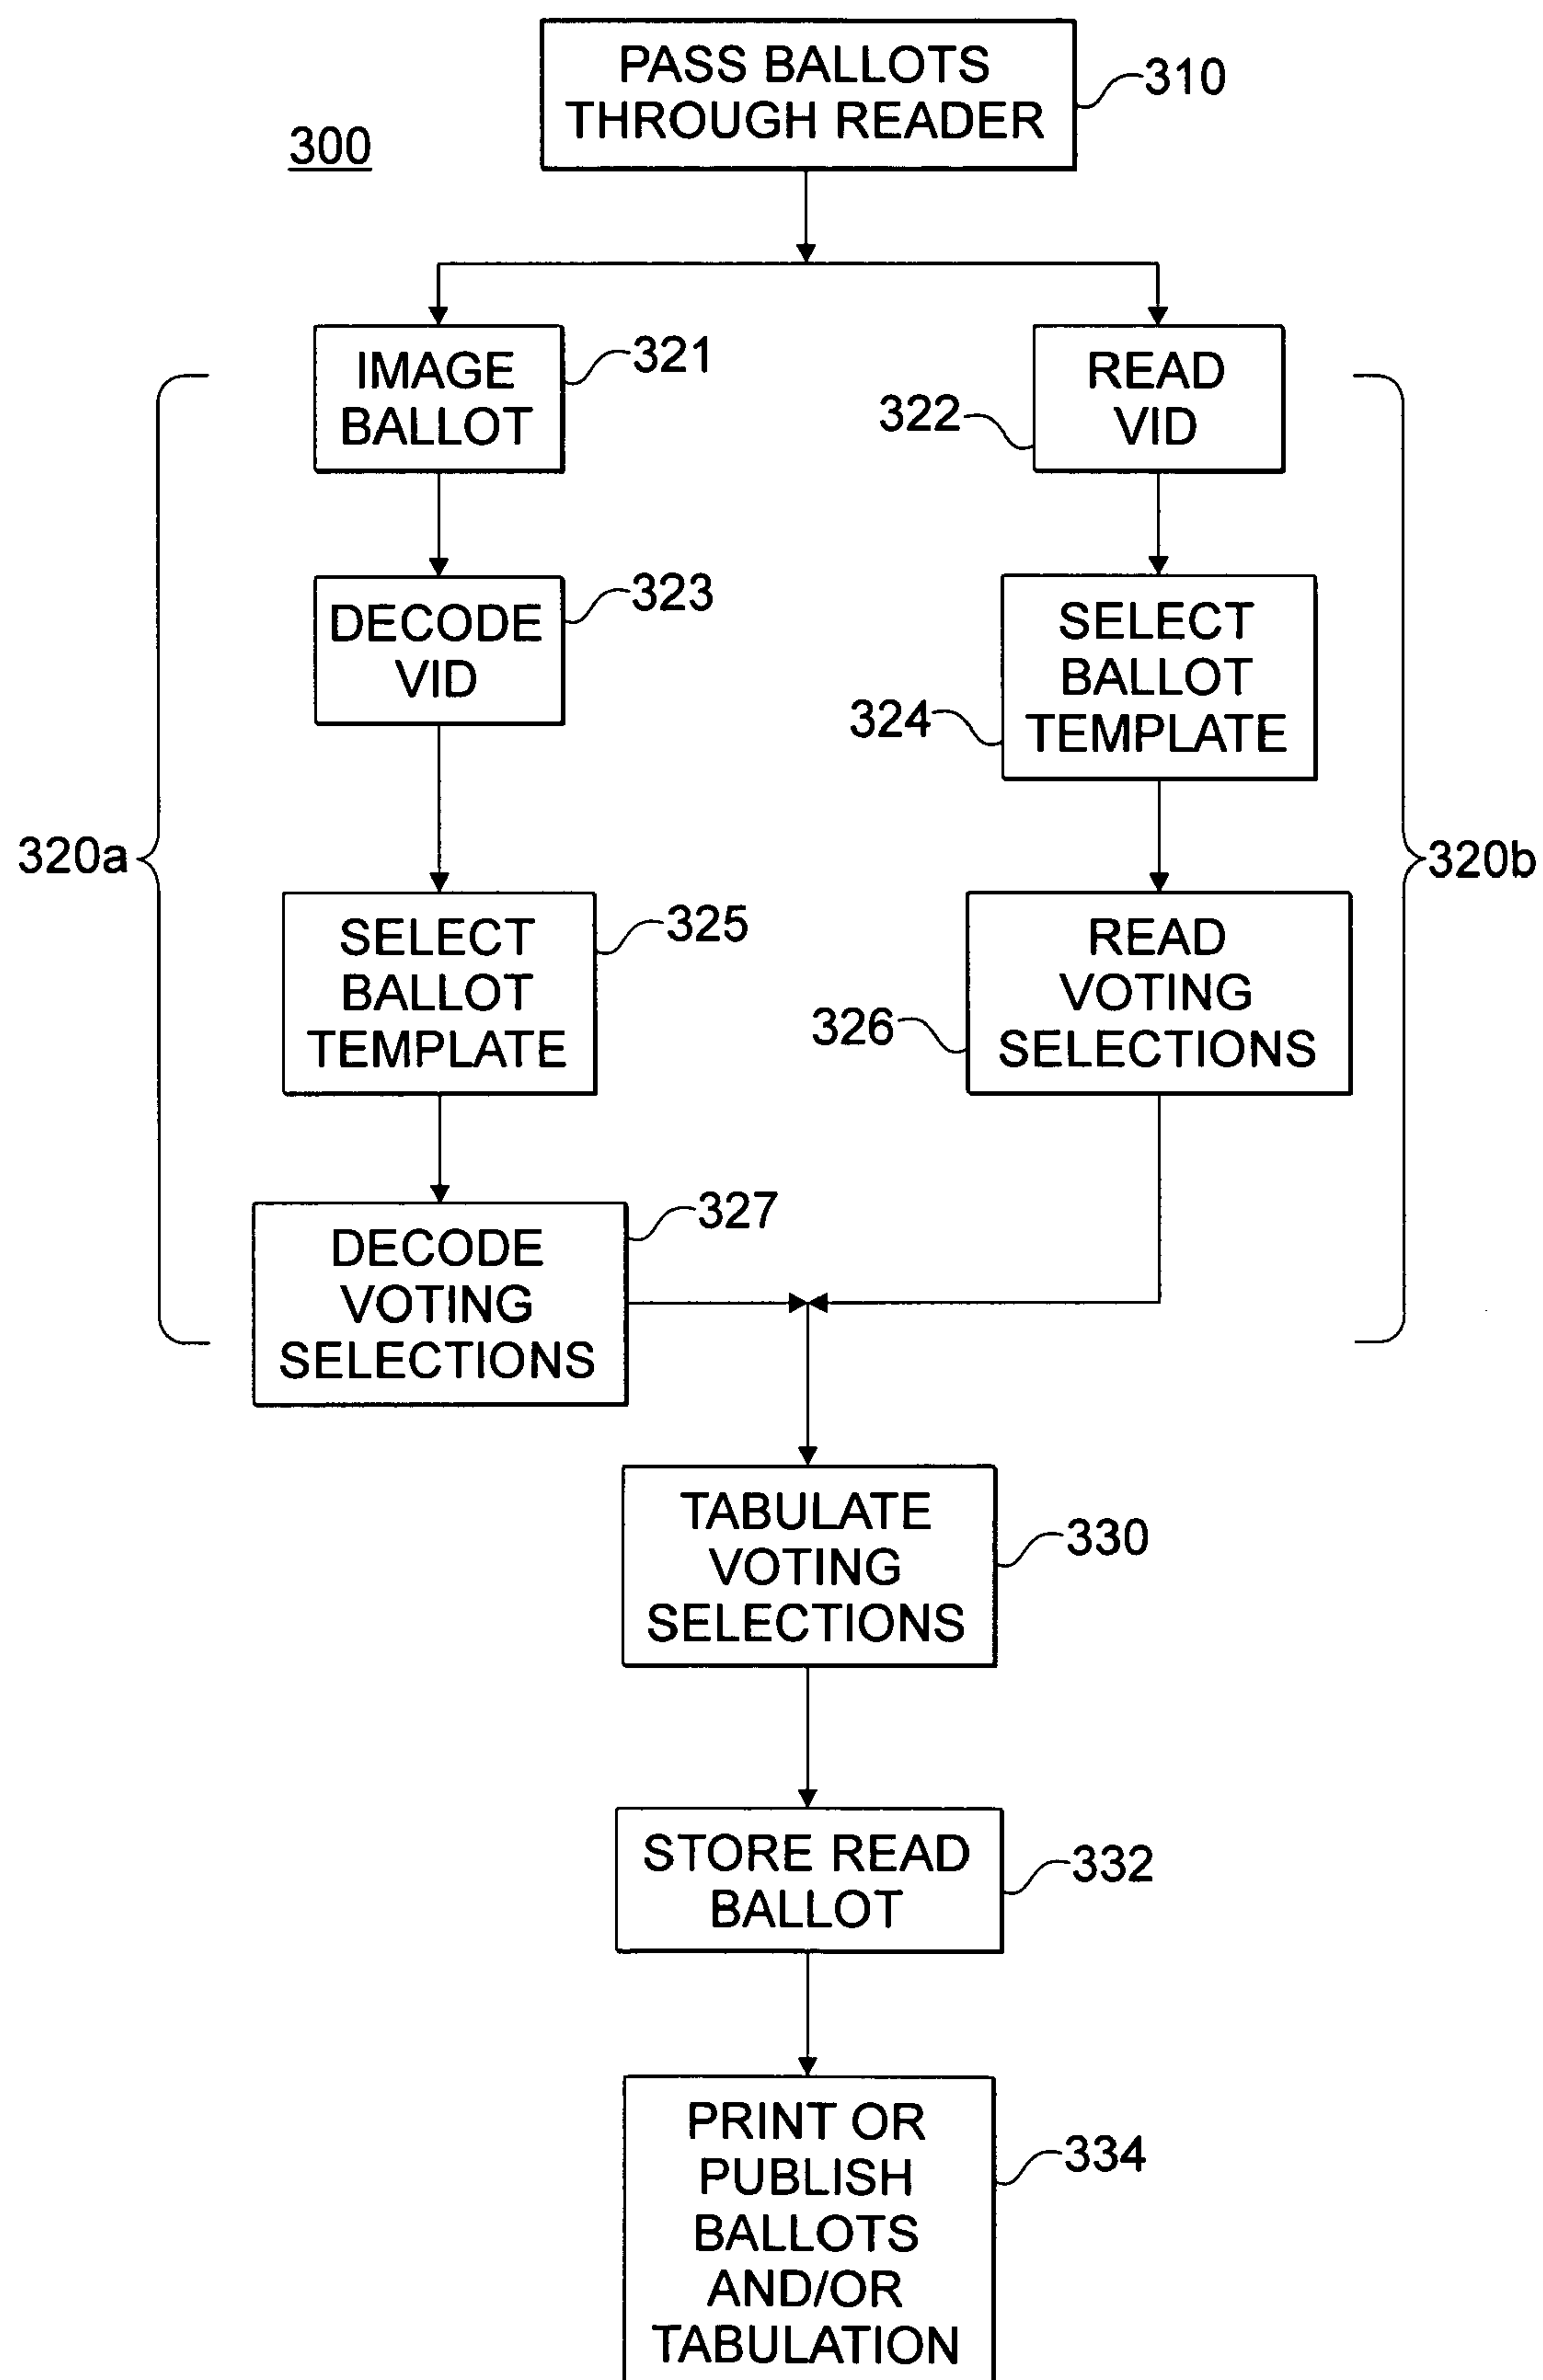 PASS BALLOTS
THROUGH READER
310
300
IMAGE
BALLOT
321
READ
VID
322
DECODE
VID
323
SELECT
BALLOT
TEMPLATE
324
320a
320b
SELECT
BALLOT
TEMPLATE
325
READ
VOTING
SELECTIONS
326
DECODE
VOTING
SELECTIONS
327
TABULATE
VOTING
SELECTIONS
330
STORE READ
BALLOT
332
PRINT OR
PUBLISH
BALLOTS
AND/OR
TABULATION
334